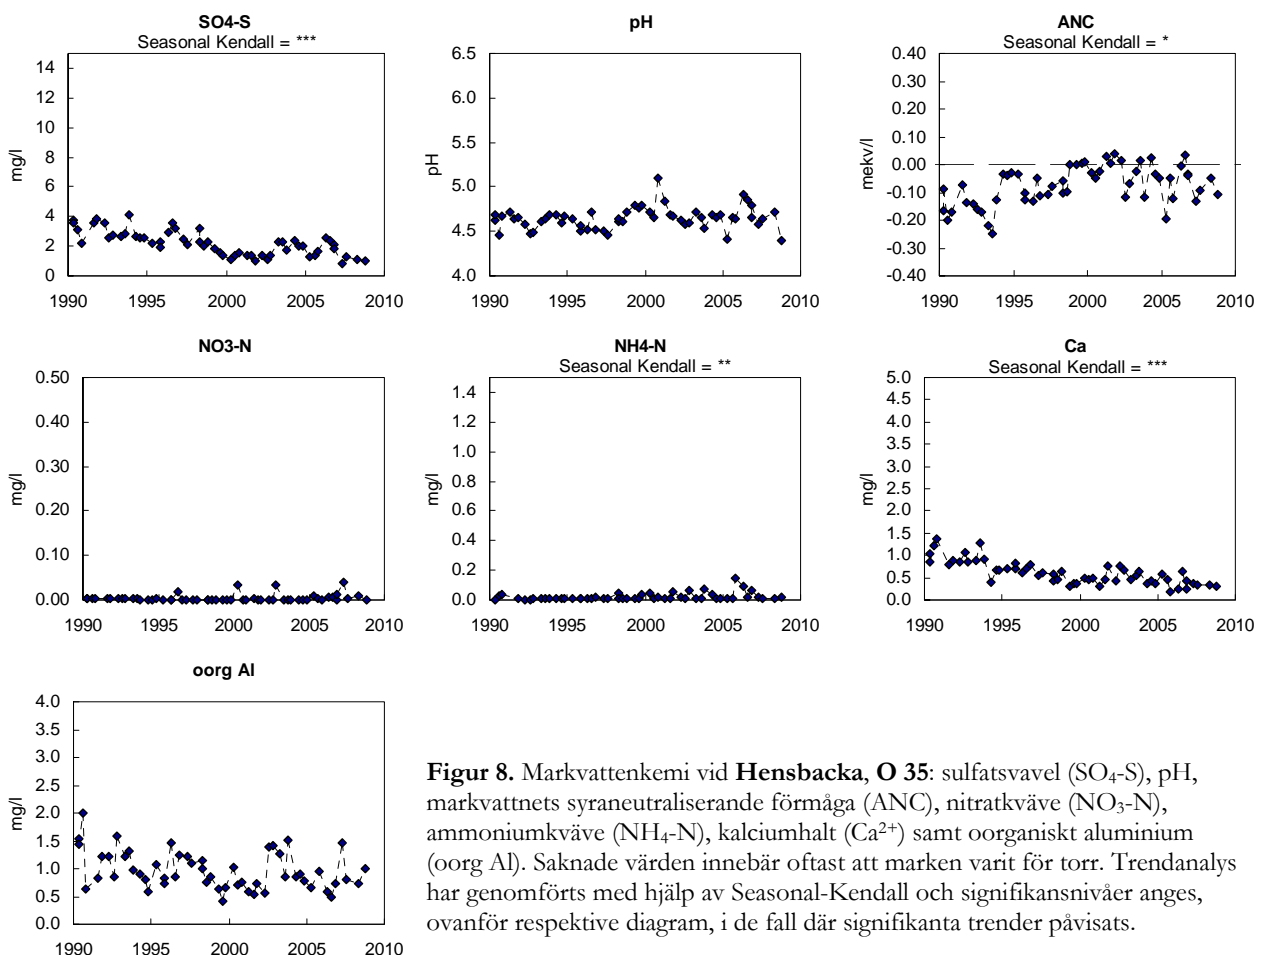 SO4-S
Seasonal Kendall = ***
14
12
10
8
6
4
2
0
mg/l
1990 1995 2000 2005 2010
pH
6.5
6.0
5.5
5.0
4.5
4.0
pH
1990 1995 2000 2005 2010
ANC
Seasonal Kendall = *
0.40
0.30
0.20
0.10
0.00
-0.10
-0.20
-0.30
-0.40
mekv/l
1990 1995 2000 2005 2010
NO3-N
0.50
0.40
0.30
0.20
0.10
0.00
mg/l
1990 1995 2000 2005 2010
NH4-N
Seasonal Kendall = **
1.4
1.2
1.0
0.8
0.6
0.4
0.2
0.0
mg/l
1990 1995 2000 2005 2010
Ca
Seasonal Kendall = ***
5.0
4.5
4.0
3.5
3.0
2.5
2.0
1.5
1.0
0.5
0.0
mg/l
1990 1995 2000 2005 2010
oorg Al
4.0
3.5
3.0
2.5
2.0
1.5
1.0
0.5
0.0
mg/l
1990 1995 2000 2005 2010
Figur 8. Markvattenkemi vid Hensbacka, O 35: sulfatsvavel (SO₄-S), pH,
markvattnets syraneutraliserande förmåga (ANC), nitratkväve (NO₃-N),
ammoniumkväve (NH₄-N), kalciumhalt (Ca²⁺) samt oorganiskt aluminium
(oorg Al). Saknade värden innebär oftast att marken varit för torr. Trendanalys
har genomförts med hjälp av Seasonal-Kendall och signifikansnivåer anges,
ovanför respektive diagram, i de fall där signifikanta trender påvisats.